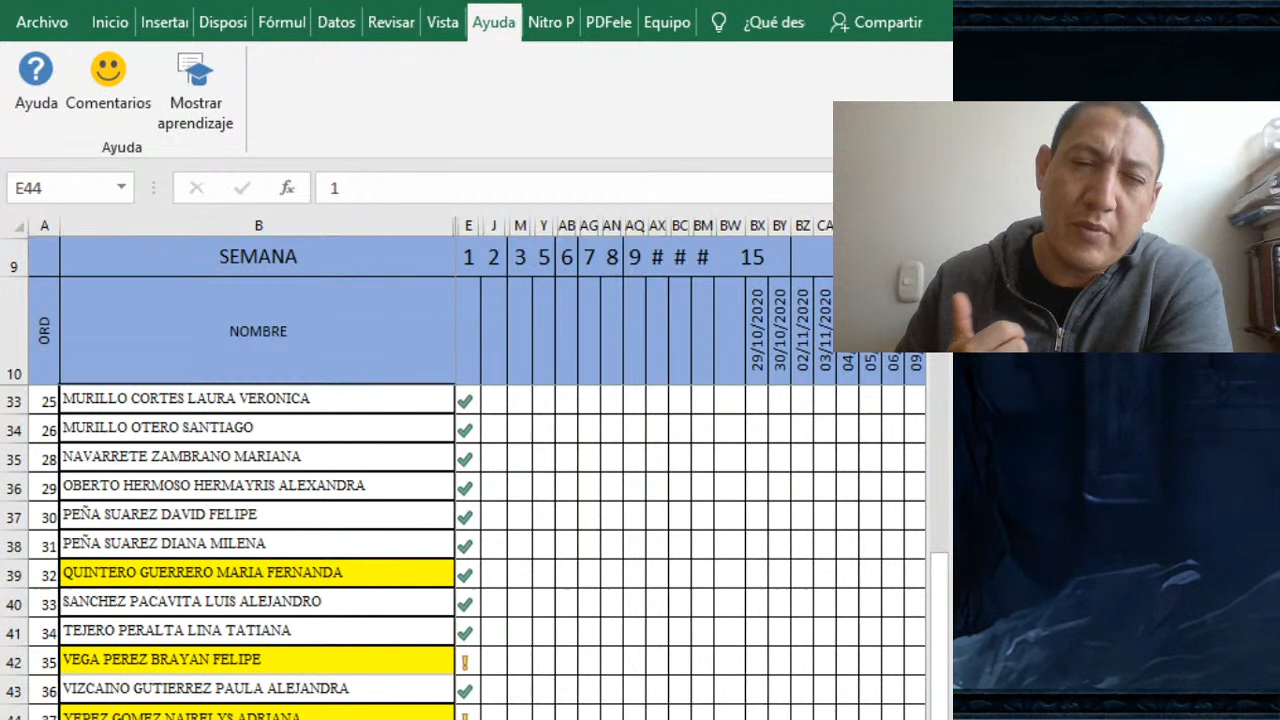 Archivo Inicio Insertar Disposi Fórmul Datos Revisar Vista Ayuda Nitro P PDFele Equipo ¿Qué des Compartir
Ayuda Comentarios Mostrar aprendizaje
Ayuda
E44 fx 1
A B E J M Y AB AG AN AQ AX BC BM BW BX BY BZ CA
9 SEMANA 1 2 3 5 6 7 8 9 # # # 15
10 ORD NOMBRE 29/10/2020 30/10/2020 02/11/2020 03/11/2020 04 05 06 09
33 25 MURILLO CORTES LAURA VERONICA
34 26 MURILLO OTERO SANTIAGO
35 28 NAVARRETE ZAMBRANO MARIANA
36 29 OBERTO HERMOSO HERMAYRIS ALEXANDRA
37 30 PEÑA SUAREZ DAVID FELIPE
38 31 PEÑA SUAREZ DIANA MILENA
39 32 QUINTERO GUERRERO MARIA FERNANDA
40 33 SANCHEZ PACAVITA LUIS ALEJANDRO
41 34 TEJERO PERALTA LINA TATIANA
42 35 VEGA PEREZ BRAYAN FELIPE
43 36 VIZCAINO GUTIERREZ PAULA ALEJANDRA
44 37 YEPEZ GOMEZ NAIRELYS ADRIANA